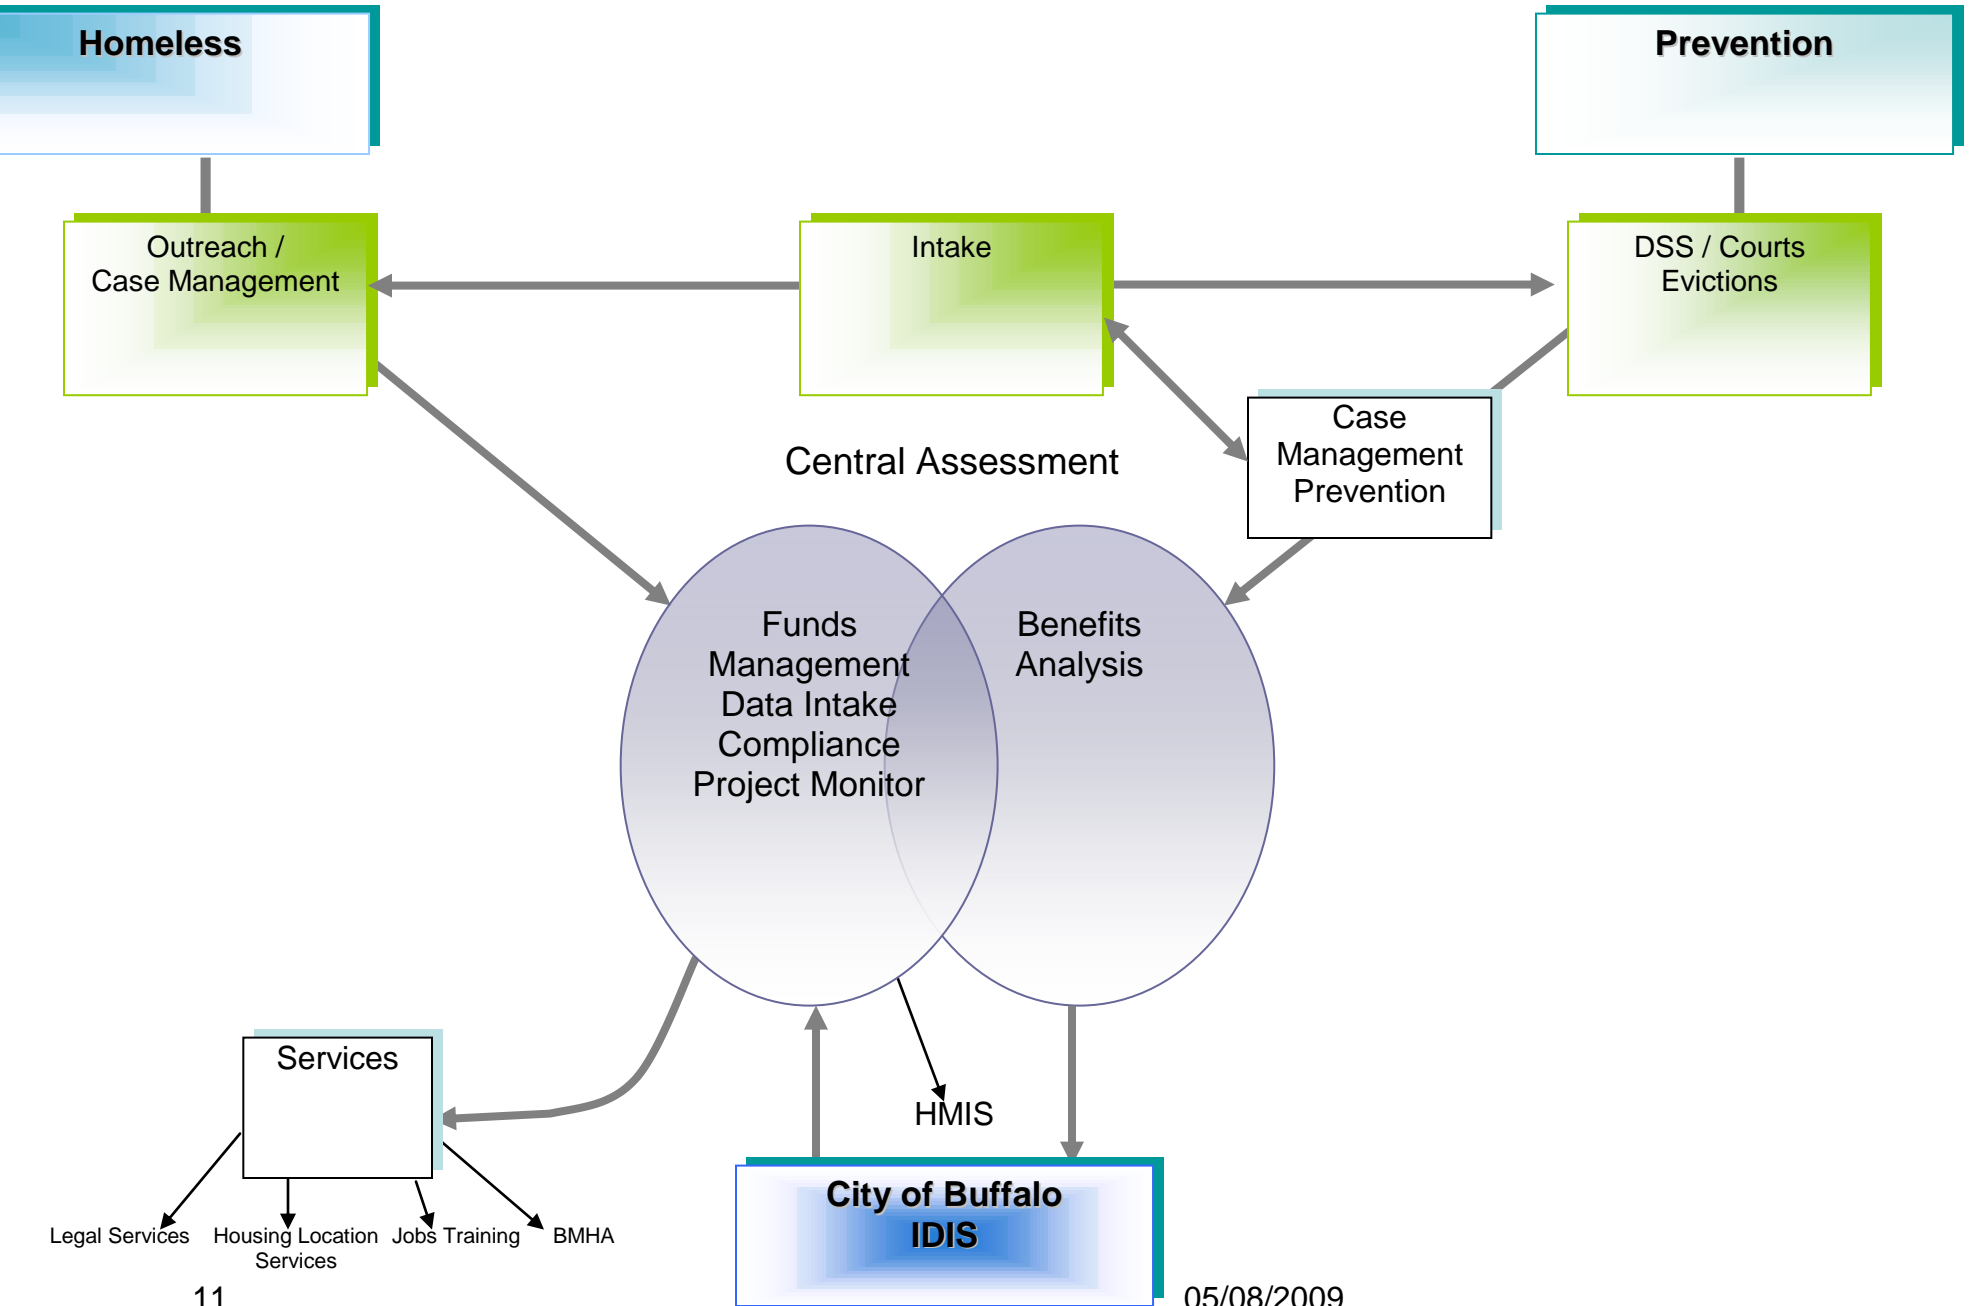 Homeless
Prevention
Outreach /
Case Management
Intake
DSS / Courts
Evictions
Case
Management
Prevention
Central Assessment
Funds
Management
Data Intake
Compliance
Project Monitor
Benefits
Analysis
Services
HMIS
Legal Services
Housing Location
Services
Jobs Training
BMHA
City of Buffalo
IDIS
11
05/08/2009